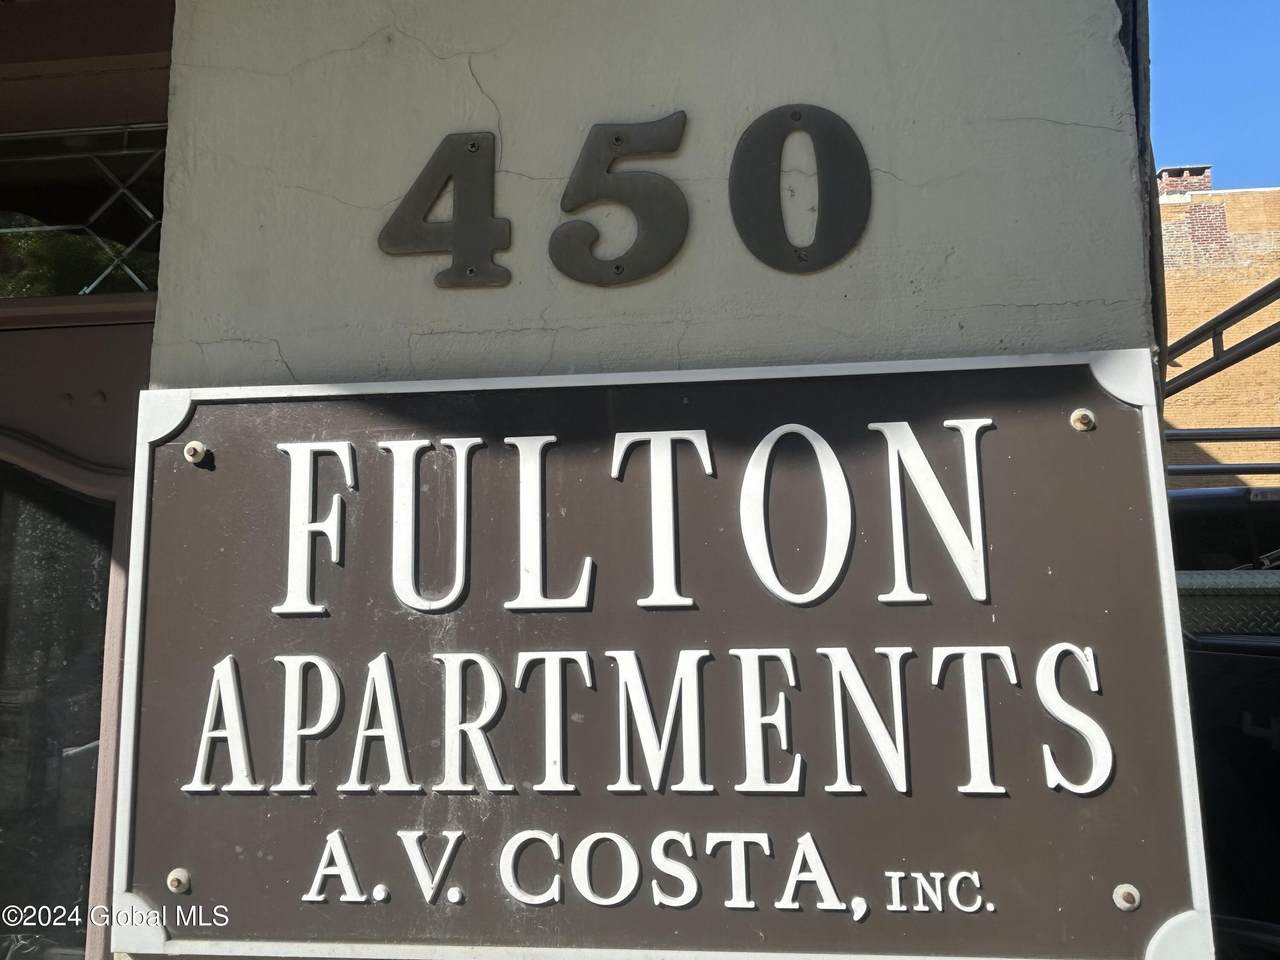 450
FULTON
APARTMENTS
A.V. COSTA, INC.
©2024 Global MLS